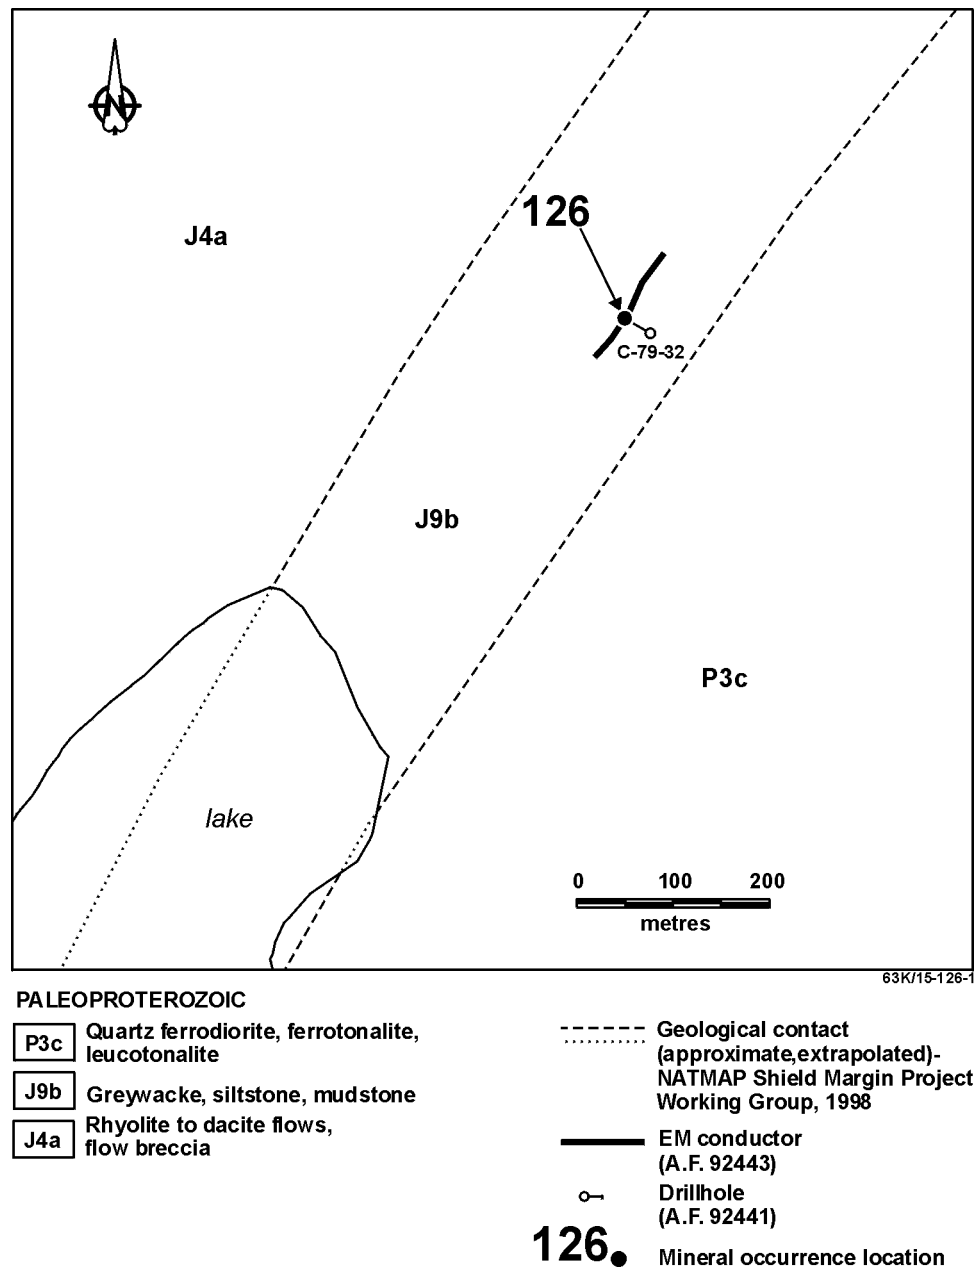 N
126
J4a
C-79-32
J9b
P3c
lake
0 100 200
metres
63K/15-126-1
PALEOPROTEROZOIC
P3c Quartz ferrodiorite, ferrotonalite,
leucotonalite
J9b Greywacke, siltstone, mudstone
J4a Rhyolite to dacite flows,
flow breccia
Geological contact
(approximate,extrapolated)-
NATMAP Shield Margin Project
Working Group, 1998
EM conductor
(A.F. 92443)
Drillhole
(A.F. 92441)
126 Mineral occurrence location